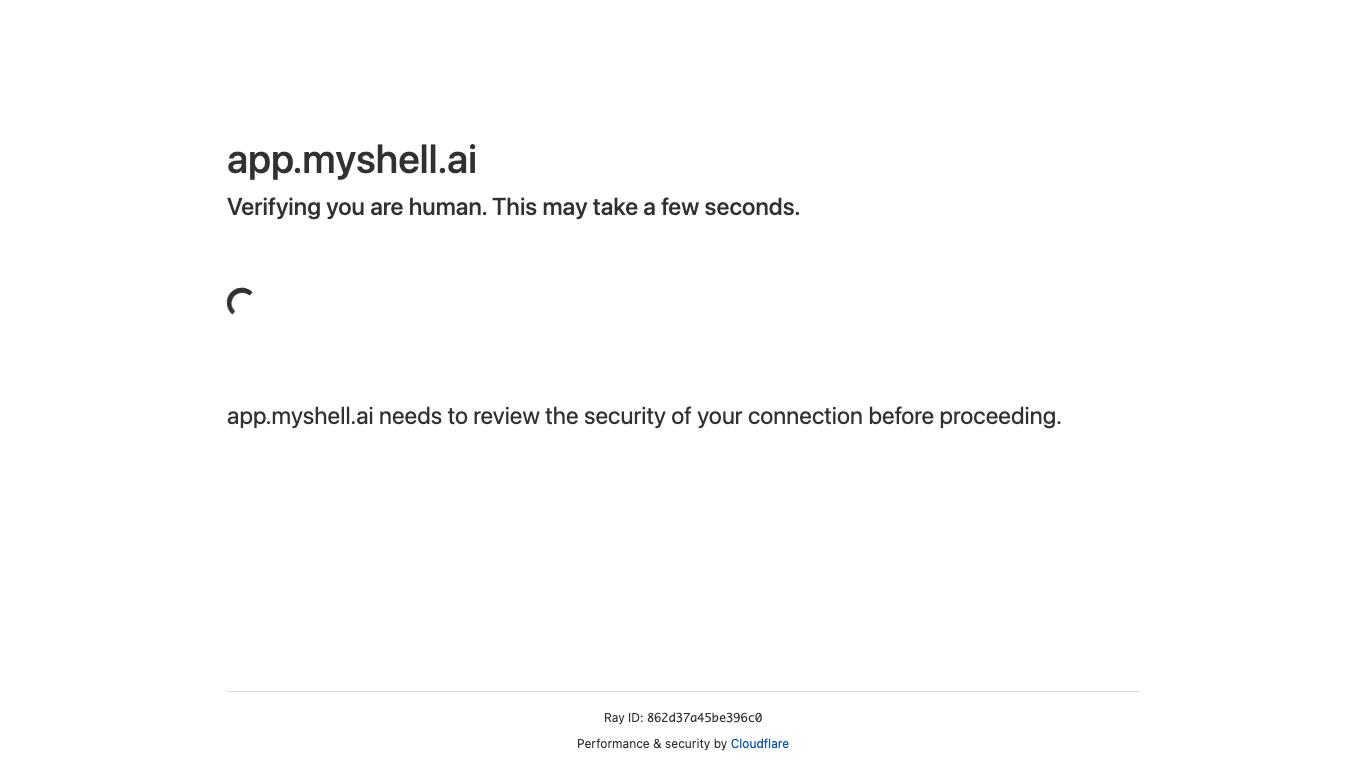 app.myshell.ai
Verifying you are human. This may take a few seconds.
app.myshell.ai needs to review the security of your connection before proceeding.
Ray ID: 862d37a45be396c0
Performance & security by Cloudflare